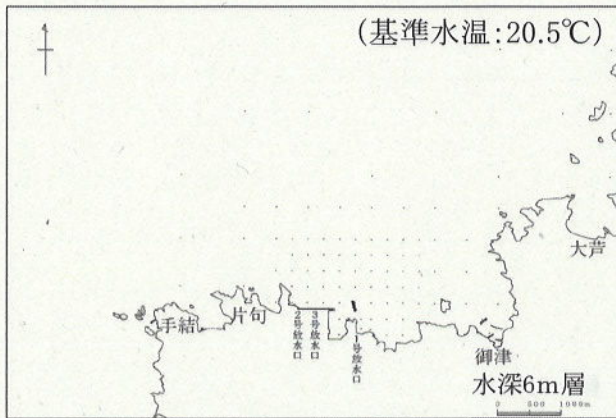 (基準水温:20.5℃)
大芦
手結
片句
2号放水口
3号放水口
1号放水口
御津
水深6m層
0 500 1000m